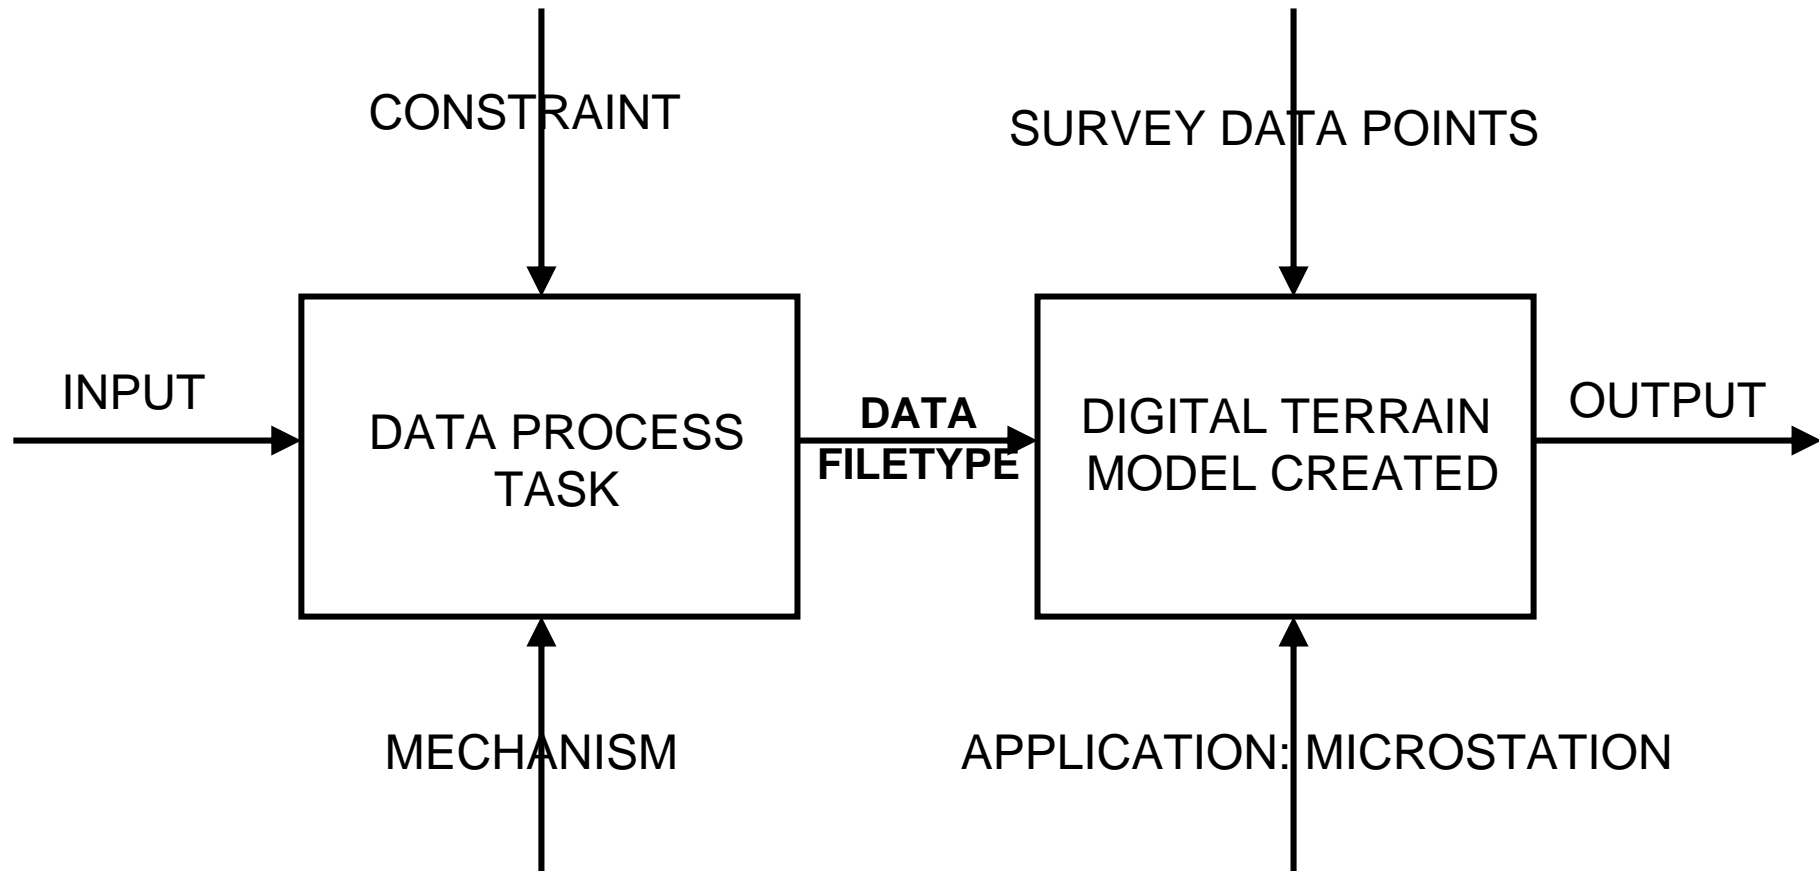 CONSTRAINT
SURVEY DATA POINTS
INPUT
DATA PROCESS
TASK
DATA
FILETYPE
DIGITAL TERRAIN
MODEL CREATED
OUTPUT
MECHANISM
APPLICATION: MICROSTATION